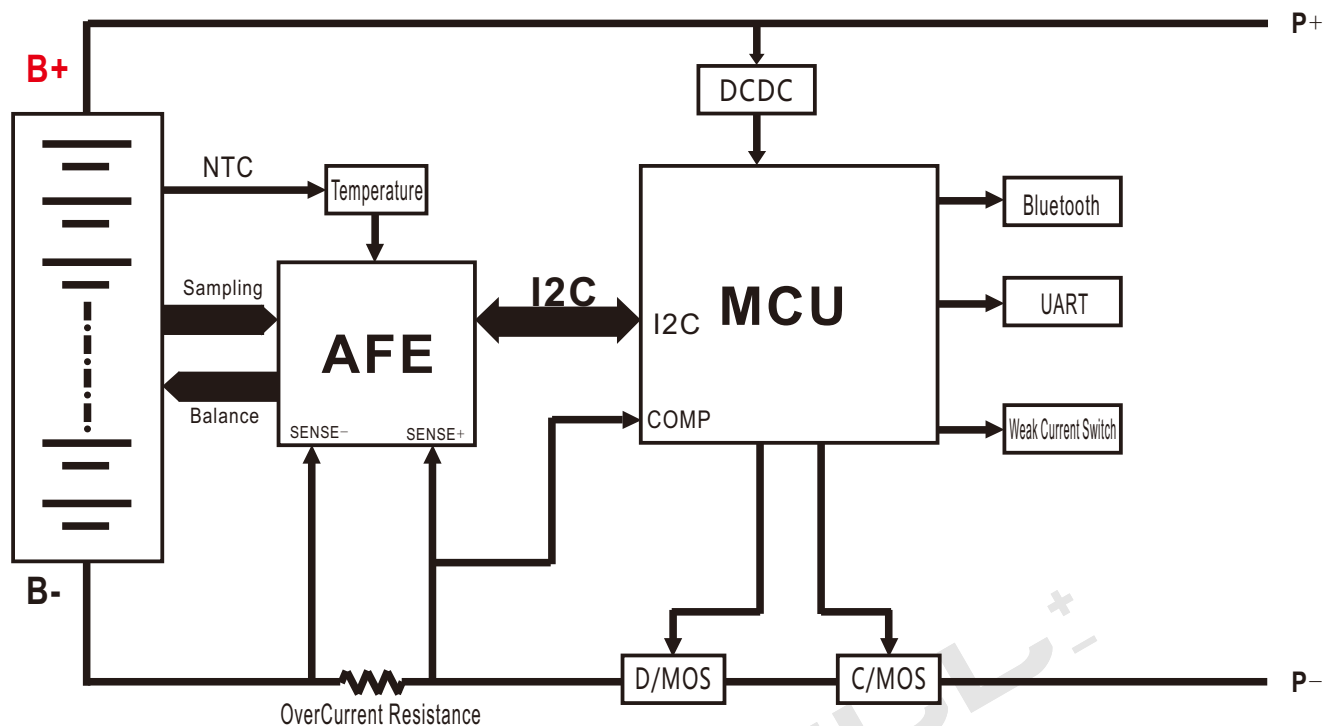 P+
B+
DCDC
NTC
Temperature
Bluetooth
Sampling
I2C
UART
I2C
MCU
AFE
Balance
COMP
Weak Current Switch
SENSE−
SENSE+
B-
D/MOS
C/MOS
P−
OverCurrent Resistance